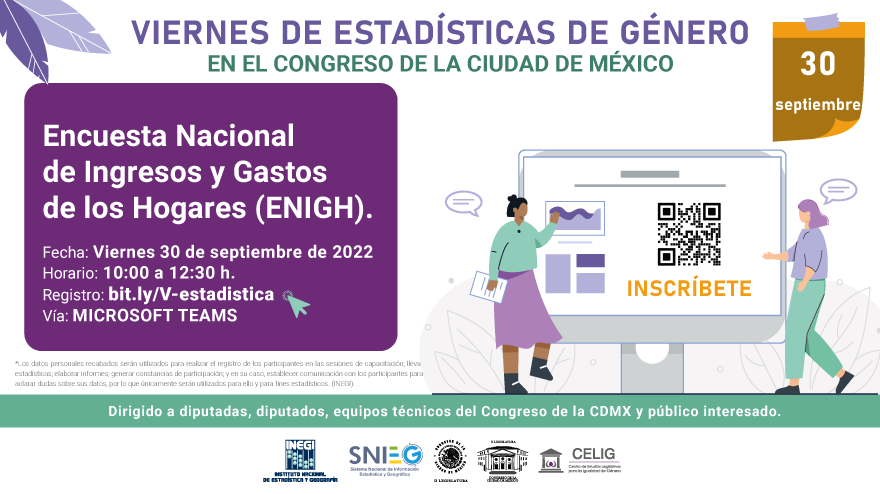 VIERNES DE ESTADÍSTICAS DE GÉNERO
EN EL CONGRESO DE LA CIUDAD DE MÉXICO
30
septiembre
Encuesta Nacional
de Ingresos y Gastos
de los Hogares (ENIGH).
Fecha: Viernes 30 de septiembre de 2022
Horario: 10:00 a 12:30 h.
Registro: bit.ly/V-estadistica
Vía: MICROSOFT TEAMS
INSCRÍBETE
*Los datos personales recabados serán utilizados para realizar el registro de los participantes en las sesiones de capacitación; lleva
estadísticas; elaborar informes; generar constancias de participación; y en su caso, establecer comunicación con los participantes para
aclarar dudas sobre sus datos, por lo que únicamente serán utilizados para ello y para fines estadísticos. (INEGI).
Dirigido a diputadas, diputados, equipos técnicos del Congreso de la CDMX y público interesado.
INEGI
INSTITUTO NACIONAL
DE ESTADÍSTICA Y GEOGRAFÍA
SNIEG
Sistema Nacional de Información
Estadística y Geográfica
II LEGISLATURA
II LEGISLATURA
CONGRESO DE LA
CIUDAD DE MÉXICO
CELIG
Centro de Estudios Legislativos
para la Igualdad de Género